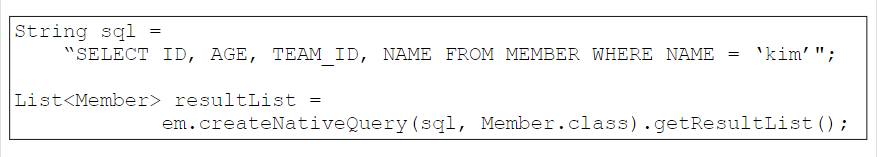 String sql =
“SELECT ID, AGE, TEAM_ID, NAME FROM MEMBER WHERE NAME = ‘kim’";
List<Member> resultList =
em.createNativeQuery(sql, Member.class).getResultList();